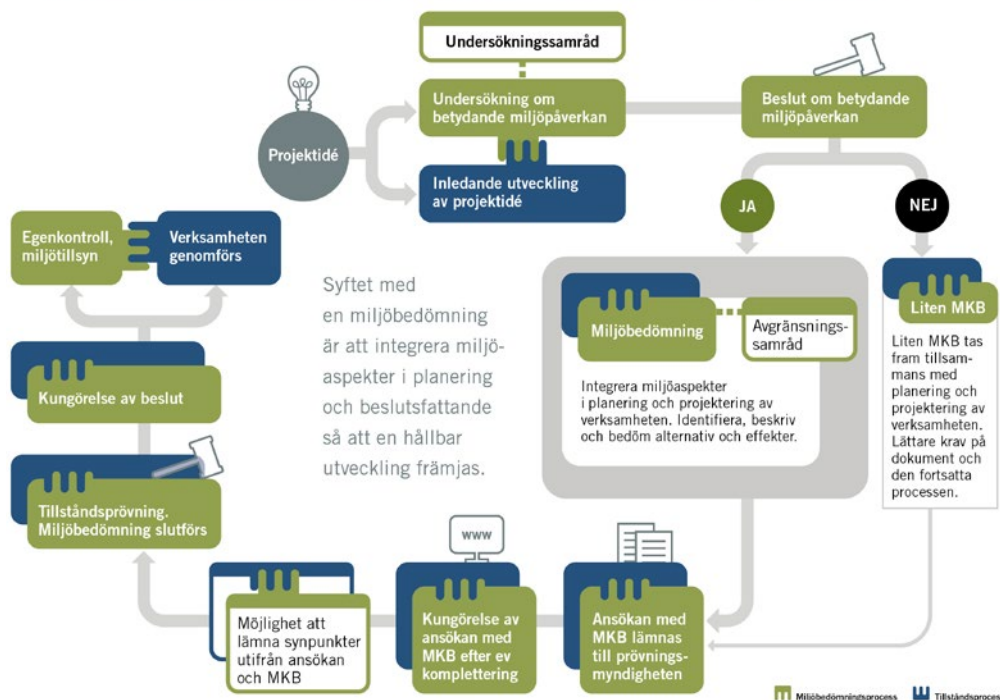 Undersökningssamråd
Undersökning om
betydande miljöpåverkan
Beslut om betydande
miljöpåverkan
Projektidé
Inledande utveckling
av projektidé
JA
NEJ
Egenkontroll,
miljötillsyn
Verksamheten
genomförs
Syftet med
en miljöbedömning
är att integrera miljö-
aspekter i planering
och beslutsfattande
så att en hållbar
utveckling främjas.
Miljöbedömning
Avgränsnings-
samråd
Integrera miljöaspekter
i planering och projektering av
verksamheten. Identifiera, beskriv
och bedöm alternativ och effekter.
Liten MKB
Liten MKB tas
fram tillsam-
mans med
planering och
projektering av
verksamheten.
Lättare krav på
dokument och
den fortsatta
processen.
Kungörelse av beslut
Tillståndsprövning.
Miljöbedömning slutförs
Möjlighet att
lämna synpunkter
utifrån ansökan
och MKB
www
Kungörelse av
ansökan med
MKB efter ev
komplettering
Ansökan med
MKB lämnas
till prövnings-
myndigheten
Miljöbedömningsprocess
Tillståndsprocess